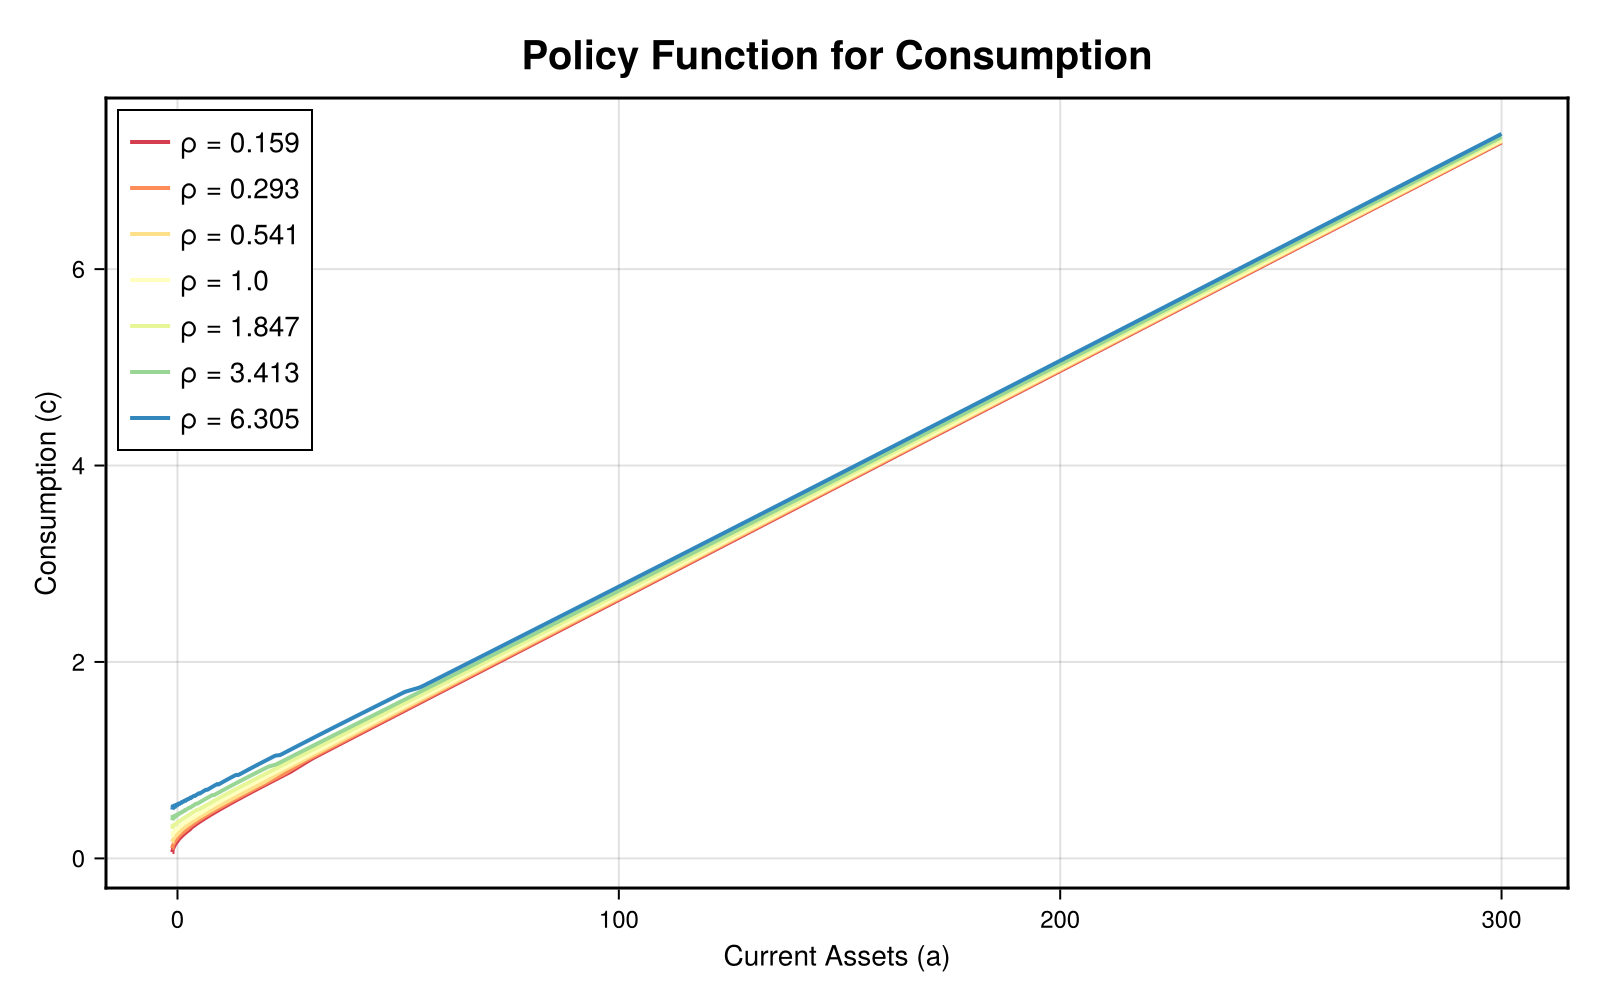 Policy Function for Consumption
ρ = 0.159
ρ = 0.293
ρ = 0.541
ρ = 1.0
ρ = 1.847
ρ = 3.413
ρ = 6.305
Consumption (c)
6
4
2
0
0 100 200 300
Current Assets (a)